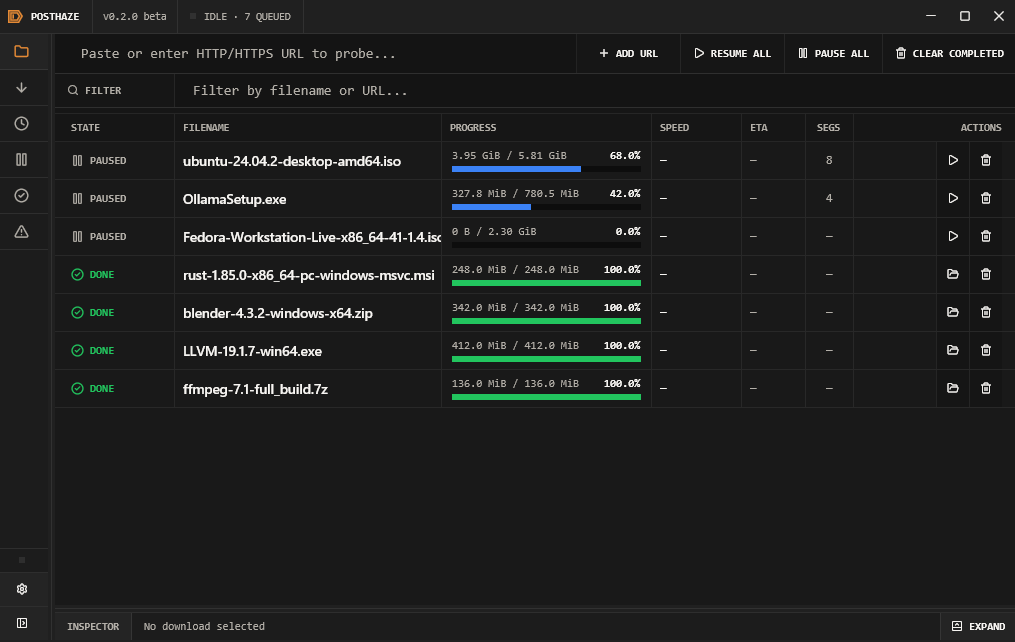 POSTHAZE v0.2.0 beta IDLE · 7 QUEUED
Paste or enter HTTP/HTTPS URL to probe... + ADD URL RESUME ALL PAUSE ALL CLEAR COMPLETED
FILTER Filter by filename or URL...
STATE FILENAME PROGRESS SPEED ETA SEGS ACTIONS
PAUSED ubuntu-24.04.2-desktop-amd64.iso 3.95 GiB / 5.81 GiB 68.0% — — 8
PAUSED OllamaSetup.exe 327.8 MiB / 780.5 MiB 42.0% — — 4
PAUSED Fedora-Workstation-Live-x86_64-41-1.4.iso 0 B / 2.30 GiB 0.0% — — —
DONE rust-1.85.0-x86_64-pc-windows-msvc.msi 248.0 MiB / 248.0 MiB 100.0% — — —
DONE blender-4.3.2-windows-x64.zip 342.0 MiB / 342.0 MiB 100.0% — — —
DONE LLVM-19.1.7-win64.exe 412.0 MiB / 412.0 MiB 100.0% — — —
DONE ffmpeg-7.1-full_build.7z 136.0 MiB / 136.0 MiB 100.0% — — —
INSPECTOR No download selected EXPAND